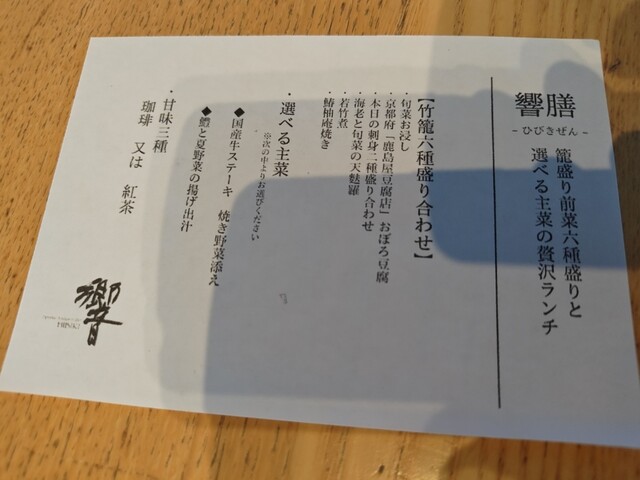 響膳
- ひびきぜん -
籠盛り前菜六種盛りと
選べる主菜の贅沢ランチ
【竹籠六種盛り合わせ】
・旬菜お浸し
・京都府「鹿島屋豆腐店」おぼろ豆腐
・本日の刺身二種盛り合わせ
・海老と旬菜の天麩羅
・若竹煮
・鰆柚庵焼き
・選べる主菜
※次の中よりお選びください
◆国産牛ステーキ 焼き野菜添え
◆鱧と夏野菜の揚げ出汁
・甘味三種
珈琲 又は 紅茶
響
HIBIKI